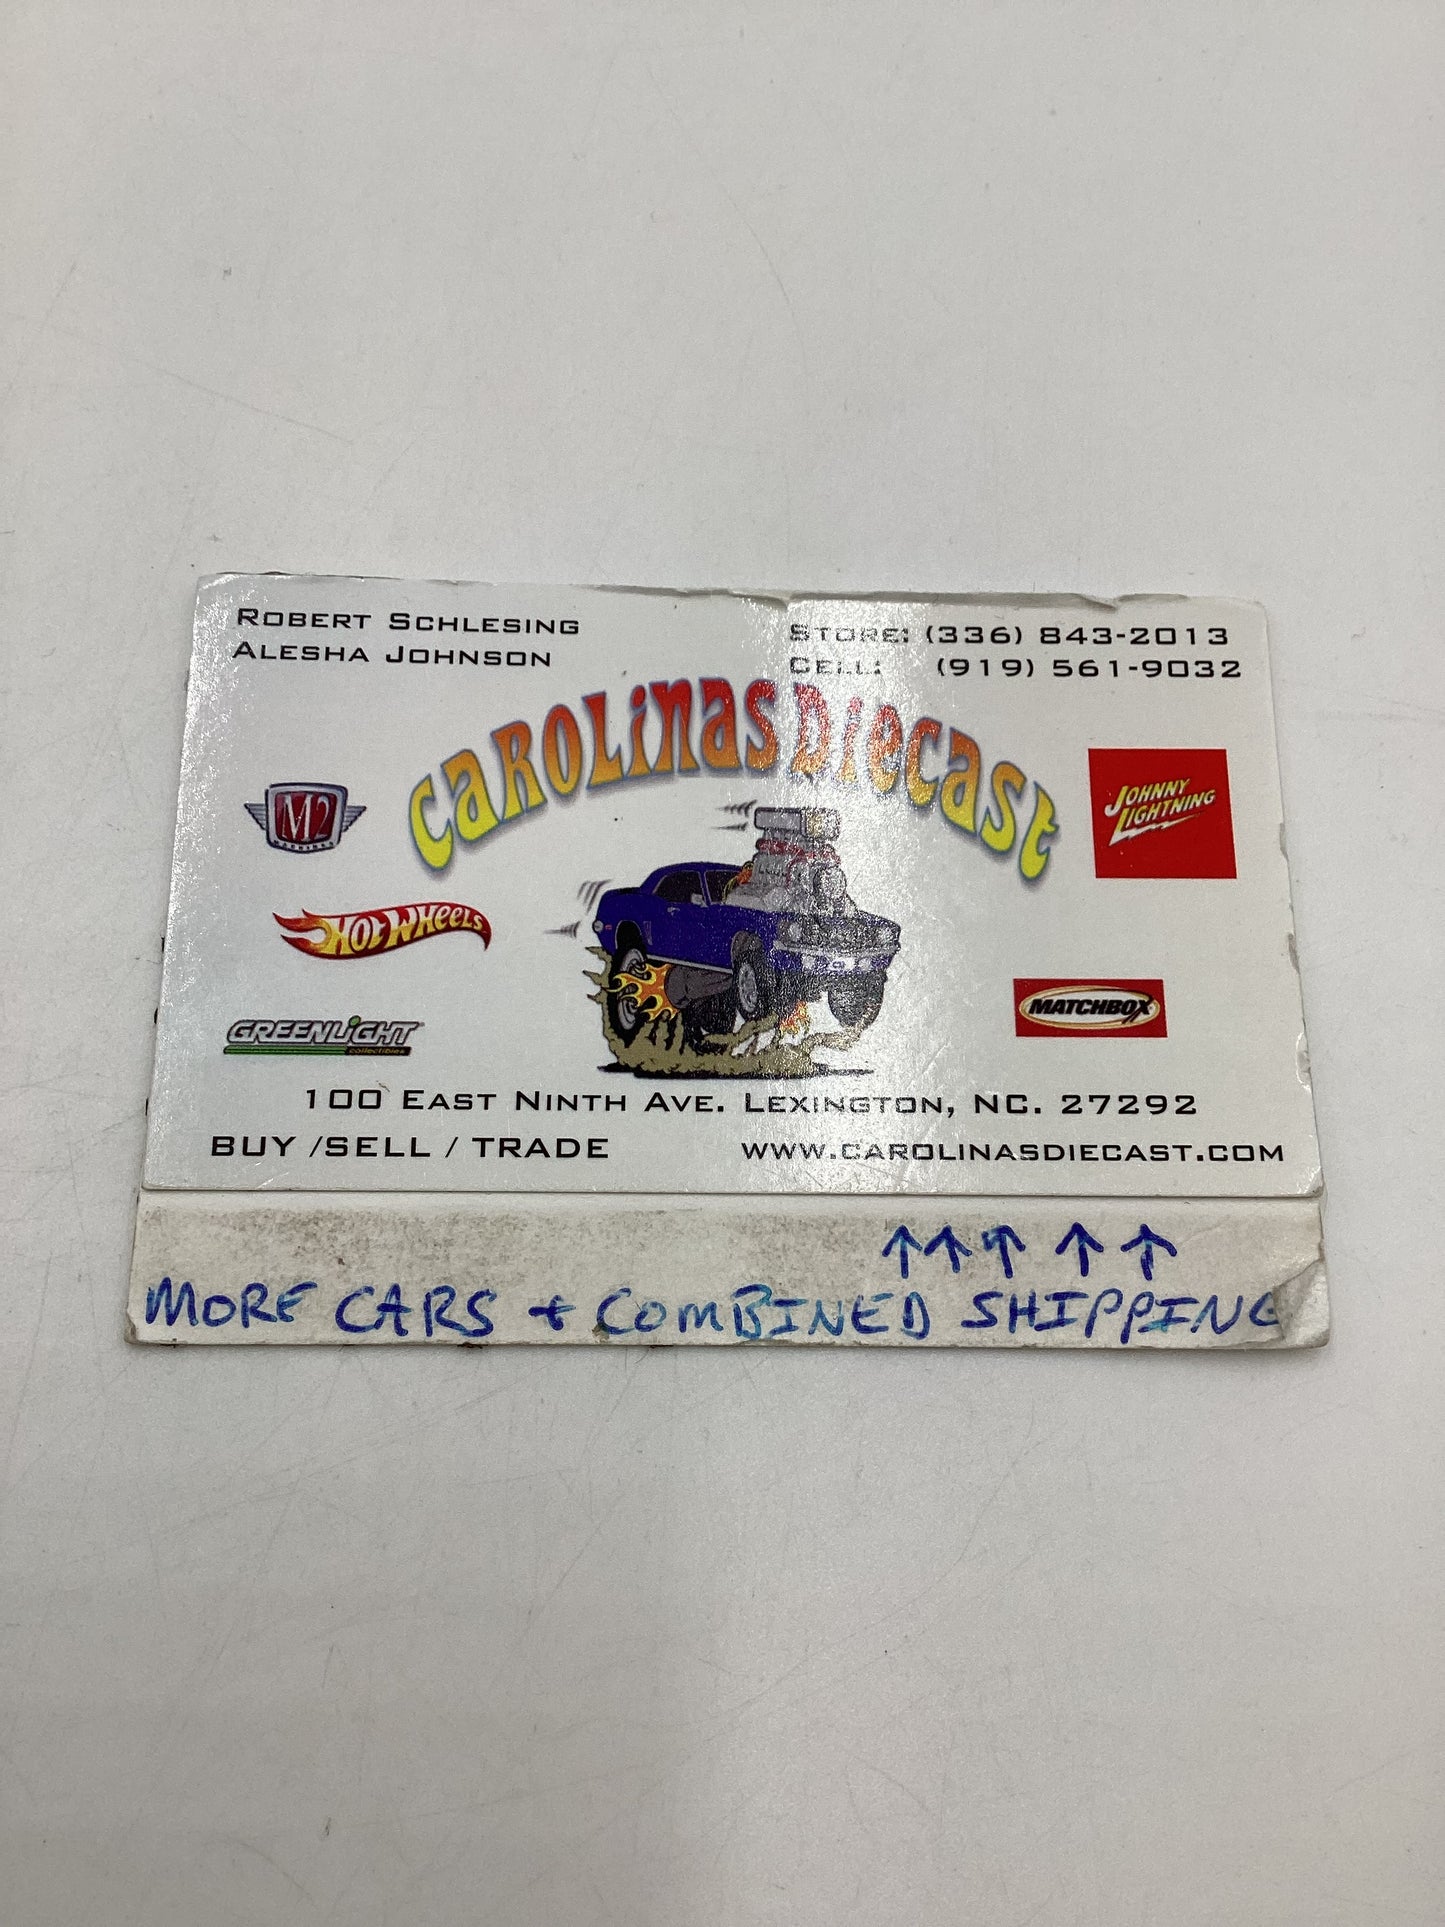 ROBERT SCHLESING
ALESHA JOHNSON
STORE: (336) 843-2013
CELL: (919) 561-9032
CAROLINAS DIECAST
M2
MACHINES
JOHNNY
LIGHTNING
HOT WHEELS
MATCHBOX
GREENLIGHT
collectibles
100 EAST NINTH AVE. LEXINGTON, NC. 27292
BUY /SELL / TRADE
WWW.CAROLINASDIECAST.COM
↑↑↑↑↑
MORE CARS + COMBINED SHIPPING